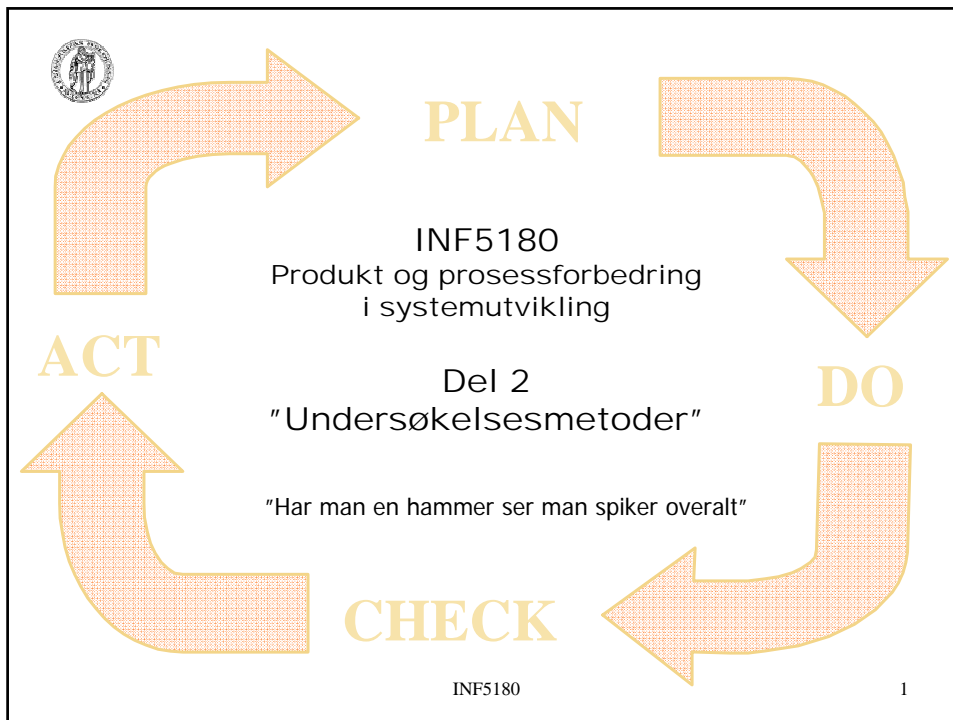 PLAN
INF5180
Produkt og prosessforbedring
i systemutvikling
ACT
DO
Del 2
"Undersøkelsesmetoder"
"Har man en hammer ser man spiker overalt"
CHECK
INF5180
1